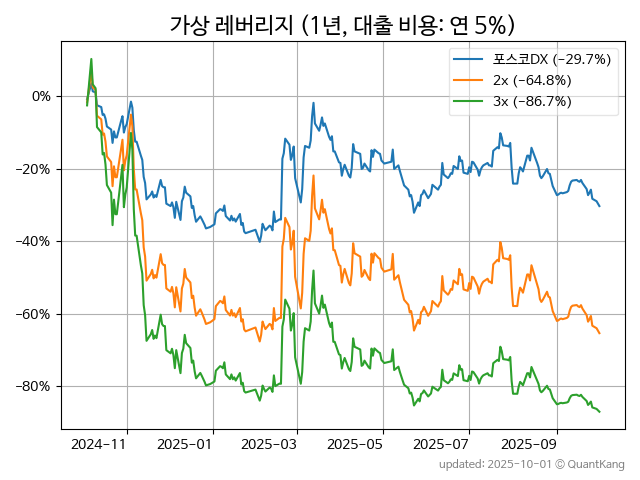 가상 레버리지 (1년, 대출 비용: 연 5%)
포스코DX (−29.7%)
2x (−64.8%)
3x (−86.7%)
0%
−20%
−40%
−60%
−80%
2024-11
2025-01
2025-03
2025-05
2025-07
2025-09
updated: 2025-10-01 © QuantKang